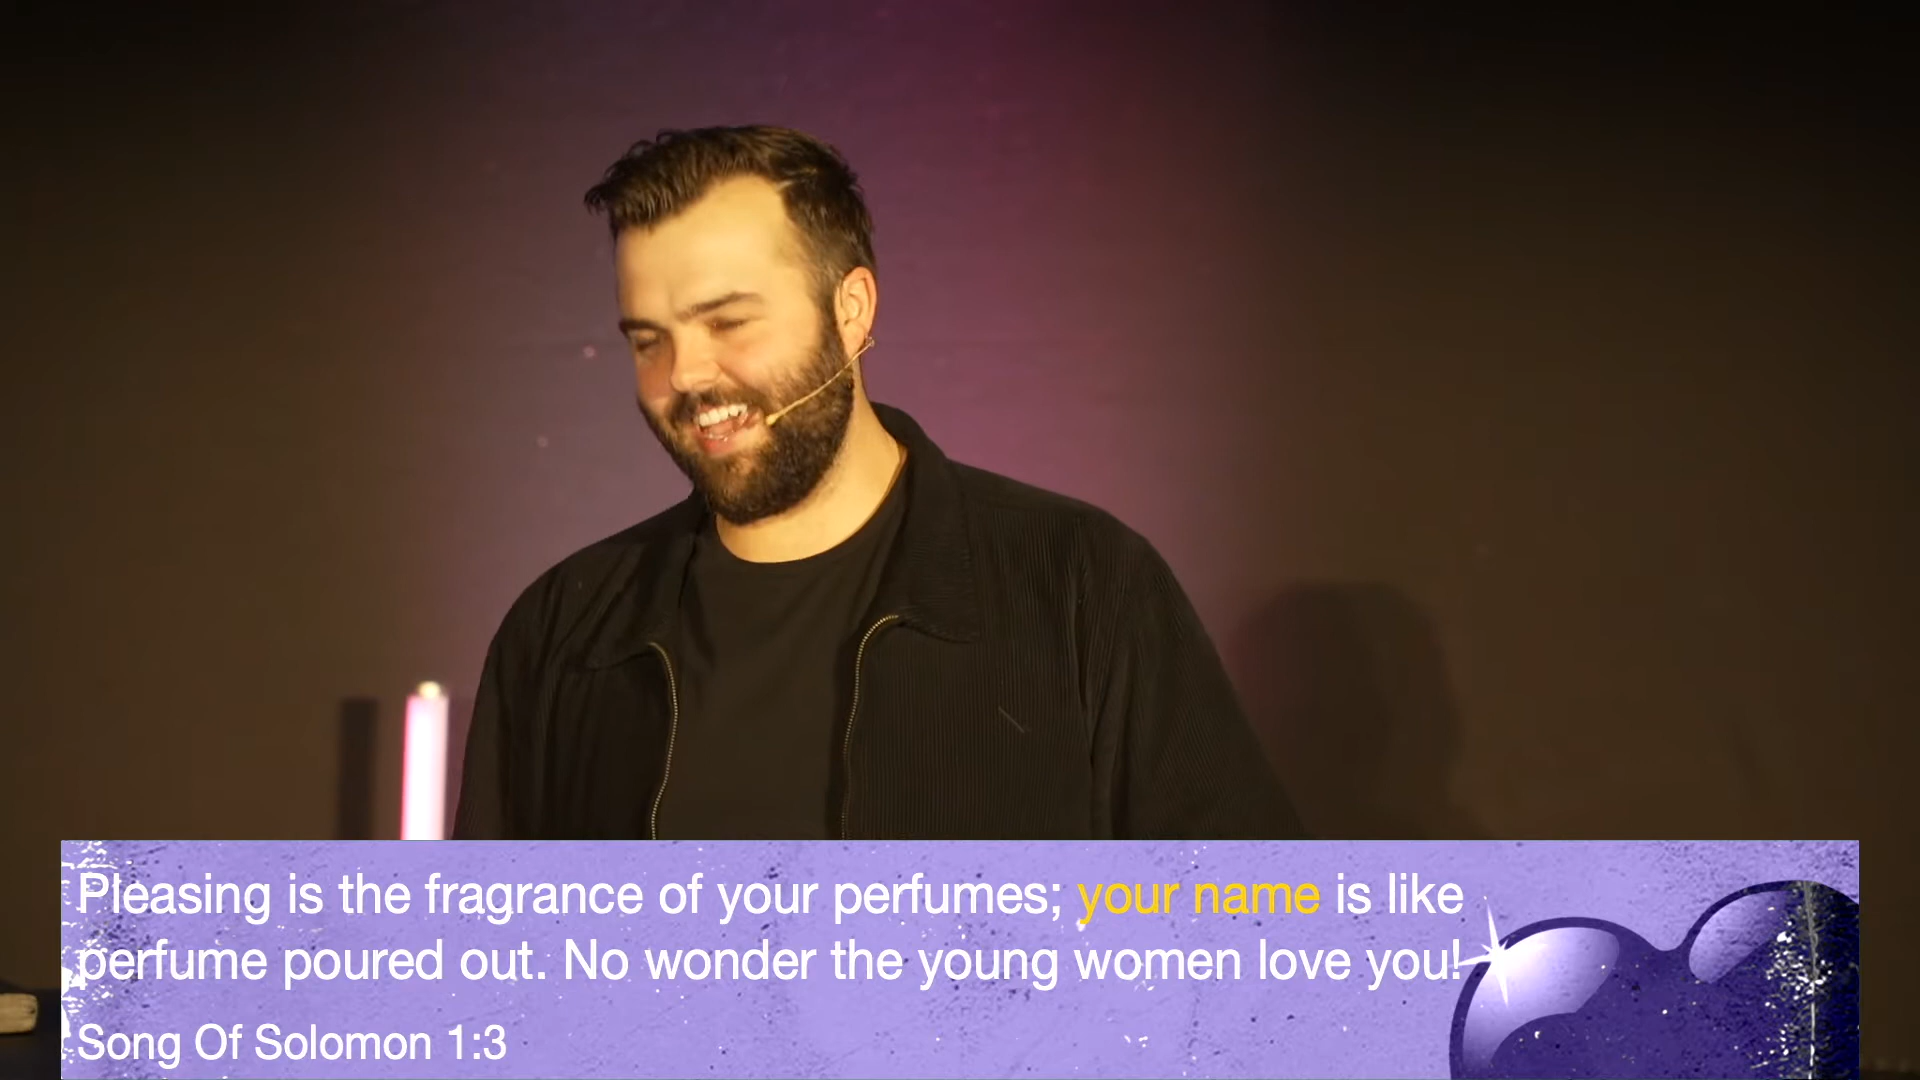 Pleasing is the fragrance of your perfumes; your name is like
perfume poured out. No wonder the young women love you!
Song Of Solomon 1:3